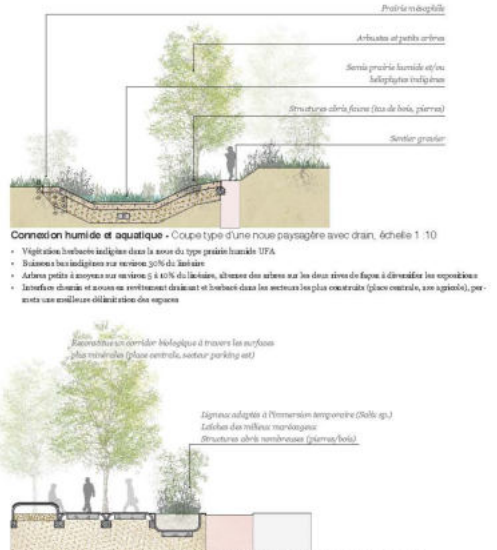 Prairie mésophile
Arbustes et petits arbres
Semis prairie humide et/ou
hélophytes indigènes
Structures abris faune (tas de bois, pierres)
Sentier gravier
Connexion humide et aquatique - Coupe type d'une noue paysagère avec drain, échelle 1 :10
• Végétation herbacée indigène dans la noue du type prairie humide UFA
• Buissons bas indigènes sur environ 30% du linéaire
• Arbres petits à moyens sur environ 5 à 10% du linéaire, alterner des arbres sur les deux rives de façon à diversifier les expositions
• Interface chemin et noues en revêtement drainant et herbacé dans les secteurs les plus construits (place centrale, axe agricole), per-
mets une meilleure délimitation des espaces
Reconstitue un corridor biologique à travers les surfaces
plus minérales (place centrale, secteur parking est)
Ligneux adaptés à l'immersion temporaire (Salix sp.)
Laîches des milieux marécageux
Structures abris nombreuses (pierres/bois)